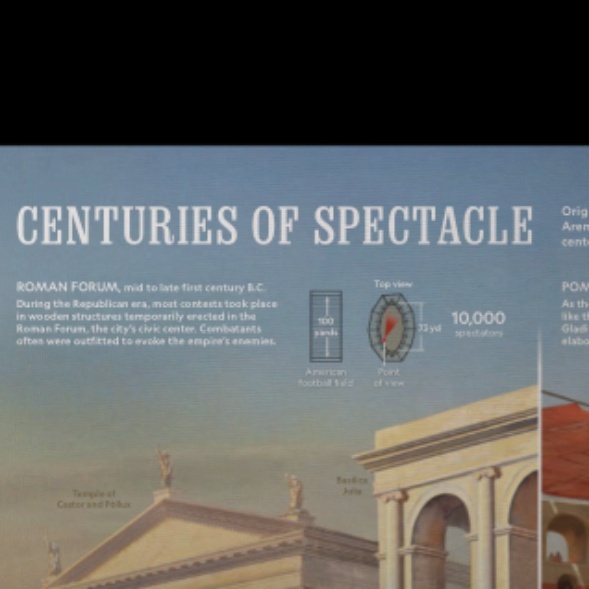 CENTURIES OF SPECTACLE
Orig
Aren
cent
ROMAN FORUM, mid to late first century B.C.
During the Republican era, most contests took place
in wooden structures temporarily erected in the
Roman Forum, the city's civic center. Combatants
often were outfitted to evoke the empire's enemies.
Top view
100
yards
73 yd
10,000
spectators
American
football field
Point
of view
POM
As th
like th
Gladi
elabo
Temple of
Castor and Pollux
Basilica
Julia